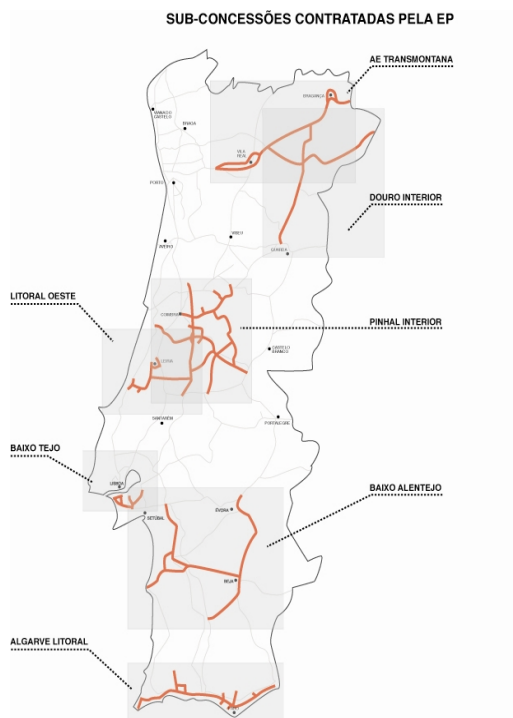 SUB-CONCESSÕES CONTRATADAS PELA EP
AE TRANSMONTANA
BRAGANÇA
VIANA DO
CASTELO
BRAGA
VILA
REAL
PORTO
DOURO INTERIOR
VISEU
AVEIRO
GUARDA
LITORAL OESTE
COIMBRA
PINHAL INTERIOR
CASTELO
BRANCO
LEIRIA
SANTARÉM
PORTALEGRE
BAIXO TEJO
LISBOA
BAIXO ALENTEJO
ÉVORA
SETÚBAL
BEJA
ALGARVE LITORAL